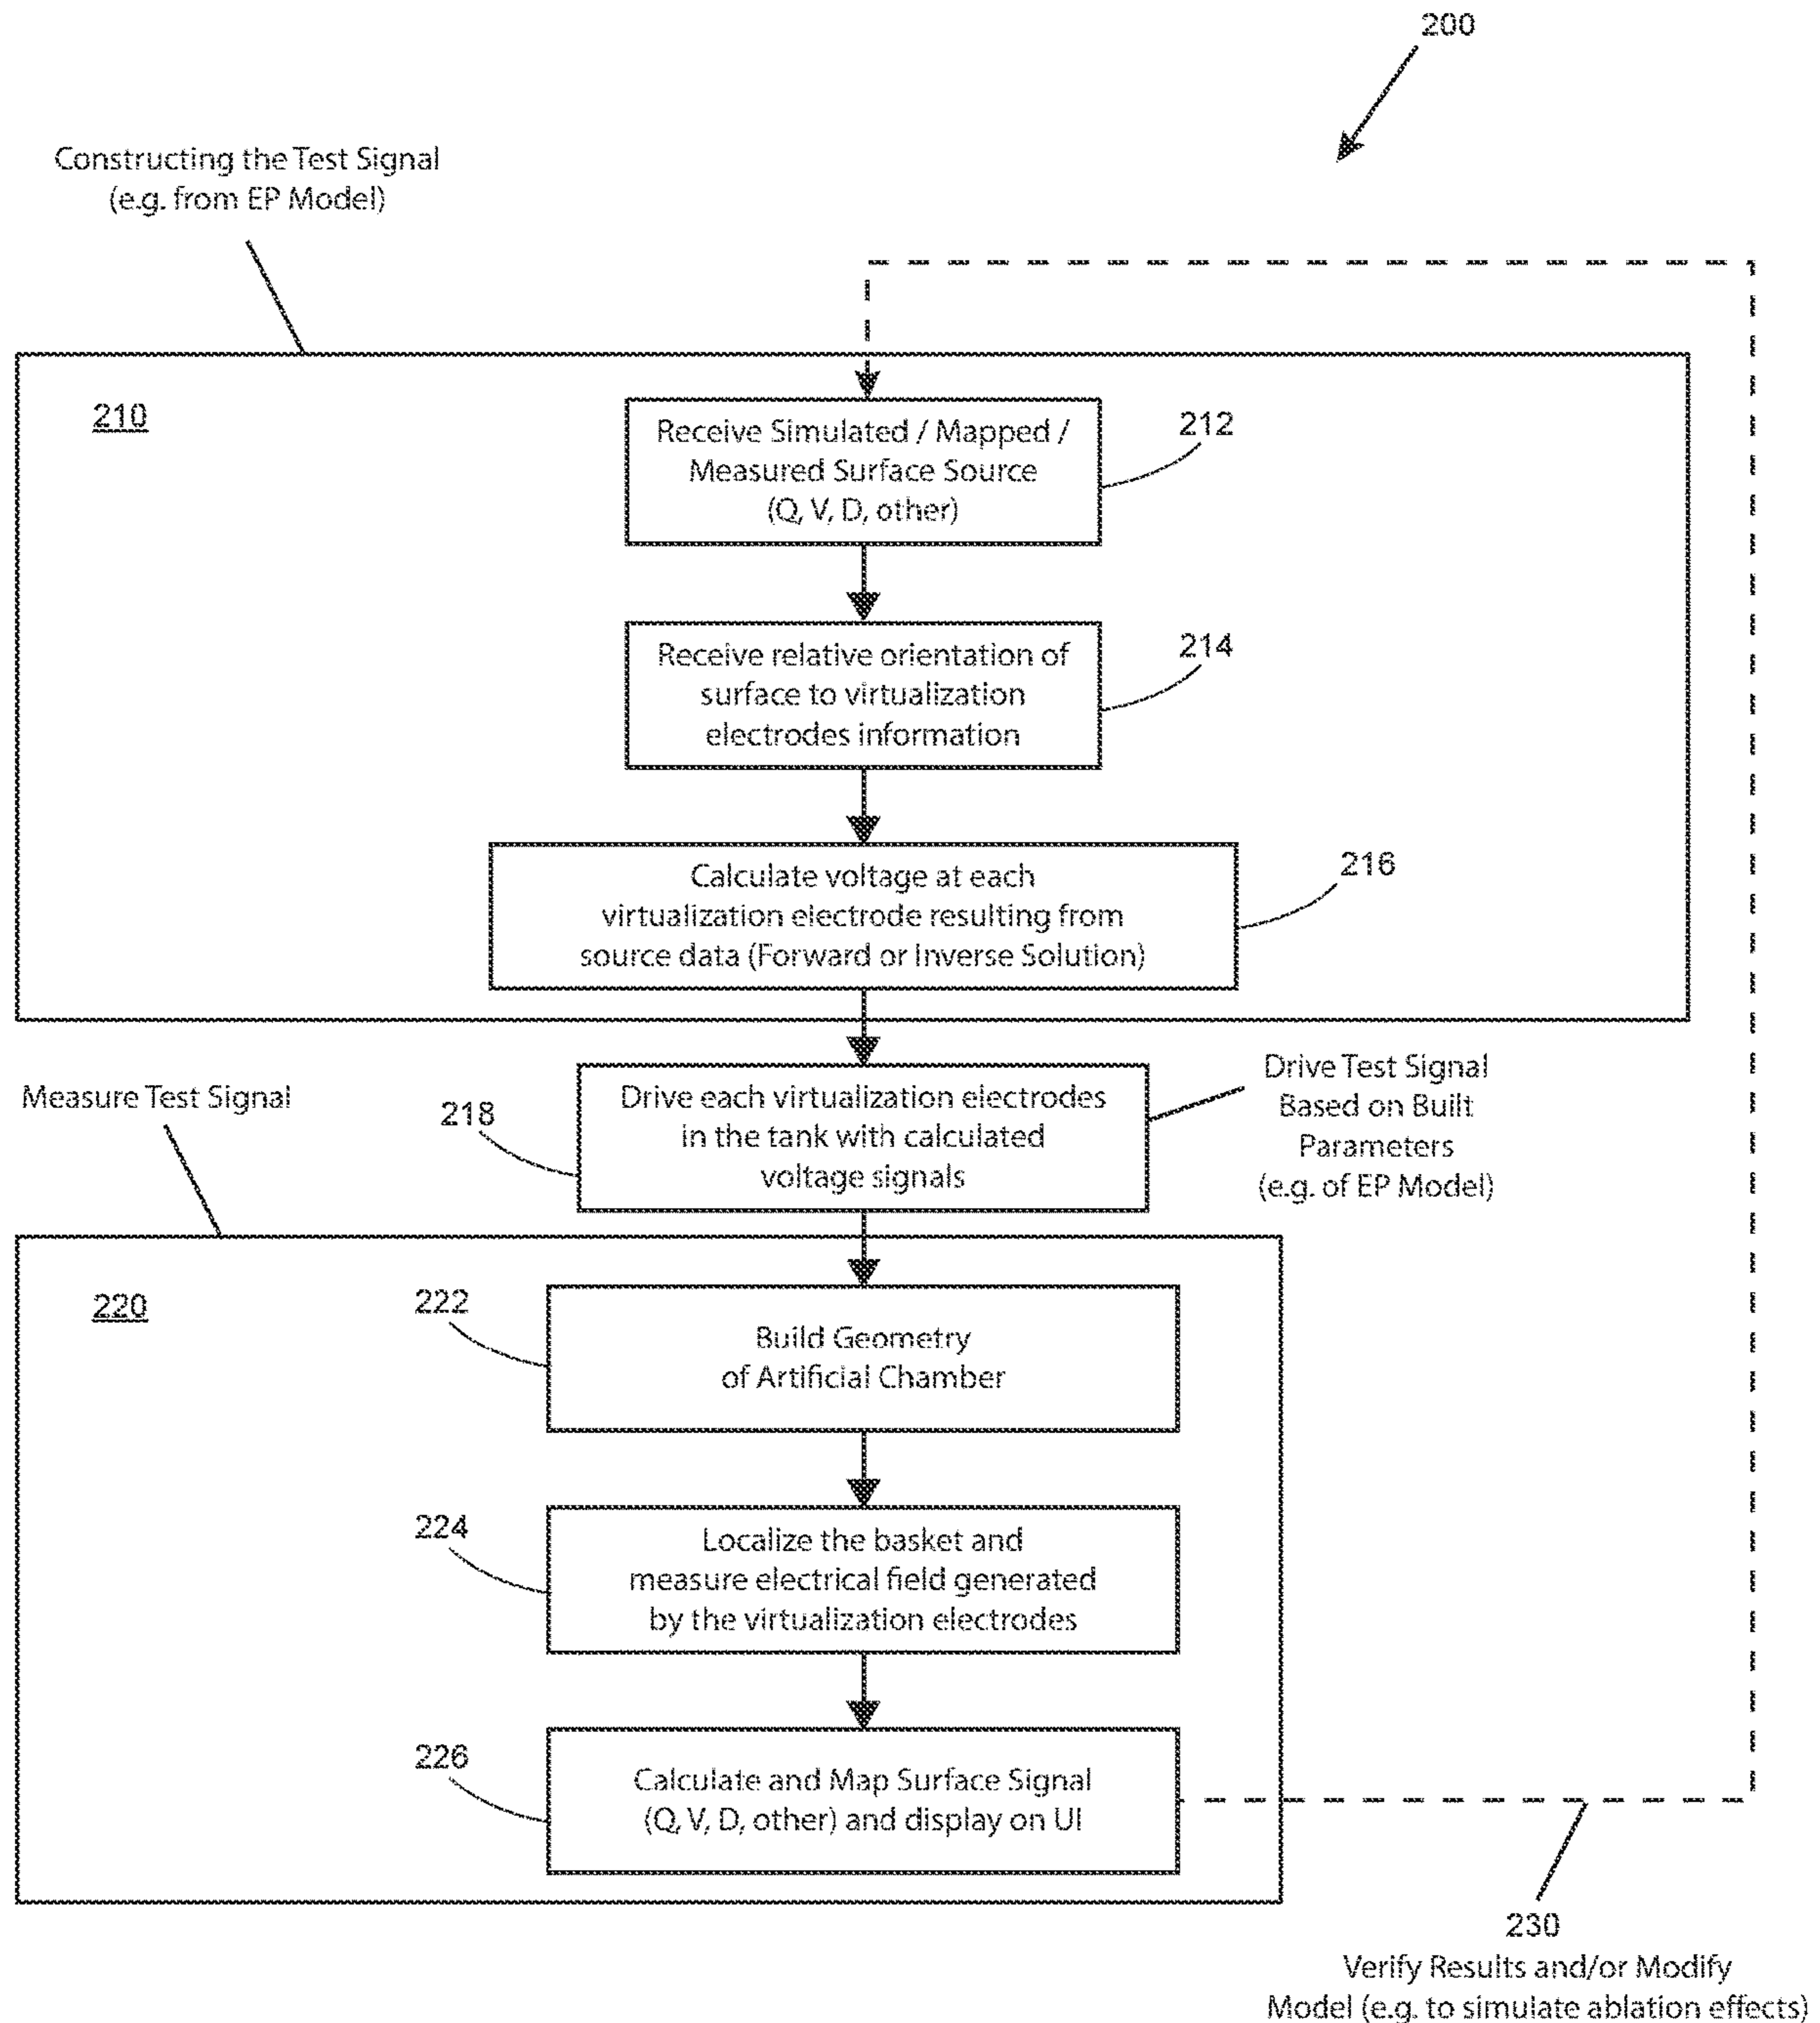 200
Constructing the Test Signal
(e.g. from EP Model)
210
Receive Simulated / Mapped /
Measured Surface Source
(Q, V, D, other)
212
Receive relative orientation of
surface to virtualization
electrodes information
214
Calculate voltage at each
virtualization electrode resulting from
source data (Forward or Inverse Solution)
216
Measure Test Signal
218
Drive each virtualization electrodes
in the tank with calculated
voltage signals
Drive Test Signal
Based on Built
Parameters
(e.g. of EP Model)
220
222
Build Geometry
of Artificial Chamber
224
Localize the basket and
measure electrical field generated
by the virtualization electrodes
226
Calculate and Map Surface Signal
(Q, V, D, other) and display on UI
230
Verify Results and/or Modify
Model (e.g. to simulate ablation effects)